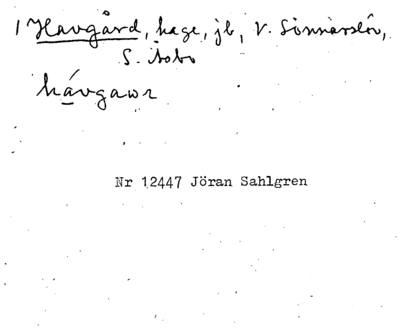 1 Havgård, hage, jb, V. Sönnarslöv,
S. Åsbo
hávgawr
Nr 12447 Jöran Sahlgren